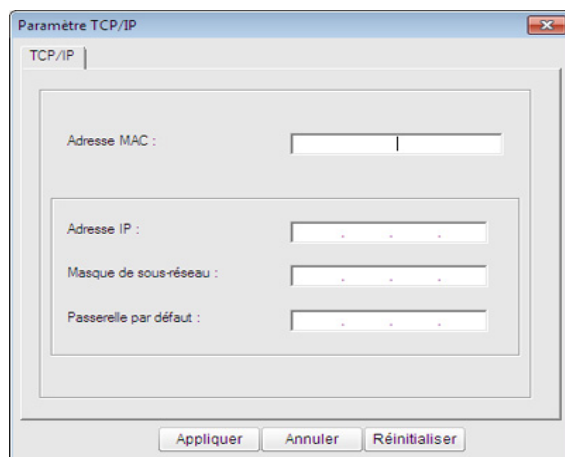 Paramètre TCP/IP
TCP/IP
Adresse MAC :
Adresse IP :
Masque de sous-réseau :
Passerelle par défaut :
Appliquer Annuler Réinitialiser